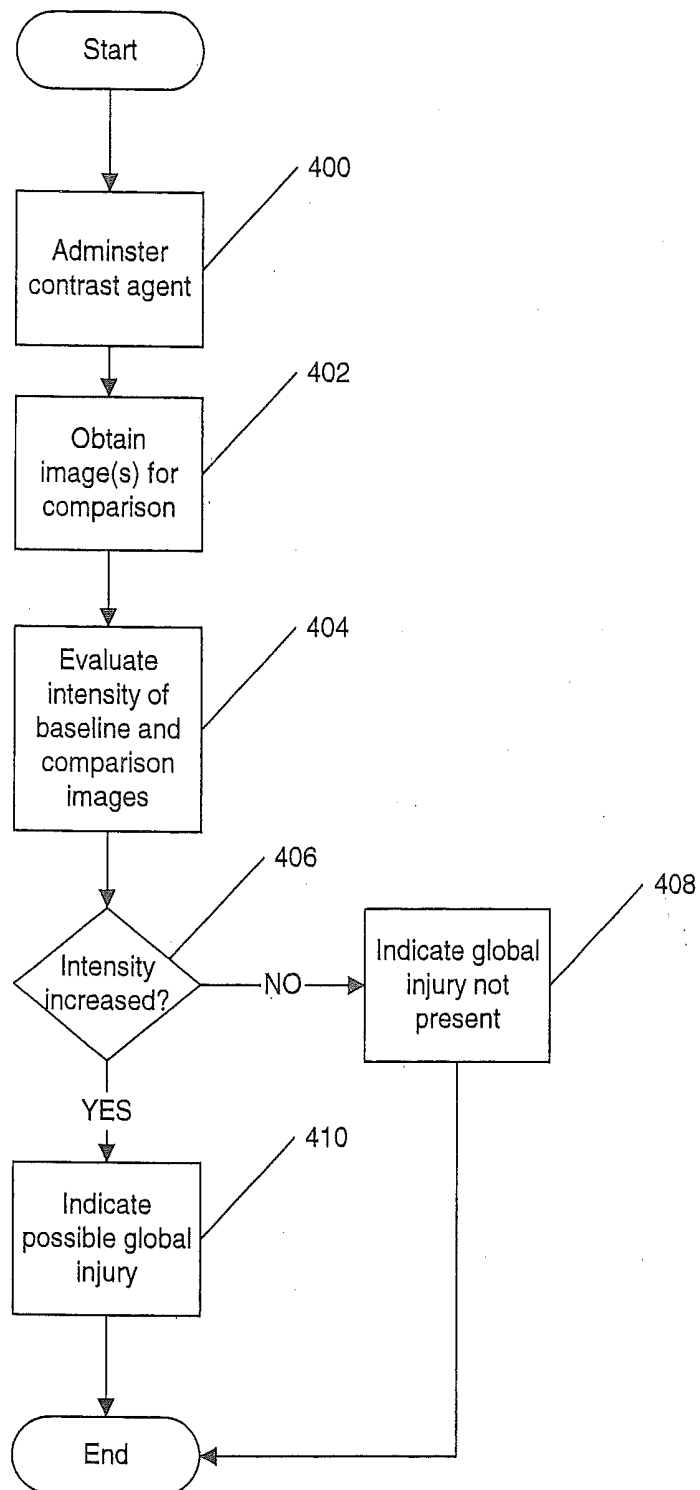 Start
400
Adminster
contrast agent
402
Obtain
image(s) for
comparison
404
Evaluate
intensity of
baseline and
comparison
images
406
Intensity
increased?
NO
408
Indicate global
injury not
present
YES
410
Indicate
possible global
injury
End